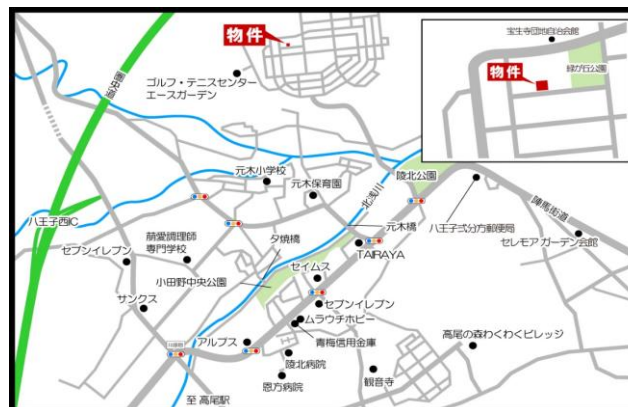 物件
宝生寺団地自治会館
緑が丘公園
物件
ゴルフ・テニスセンター
エースガーデン
圏央道
元木小学校
元木保育園
北浅川
陵北公園
陣馬街道
八王子西IC
セブンイレブン
調理師
専門学校
夕焼橋
元木橋
八王子弐分方郵便局
TAIRAYA
セレモア ガーデン会館
小田野中央公園
セイムス
サンクス
セブンイレブン
ムラウチホビー
アルプス
青梅信用金庫
高尾の森わくわくビレッジ
陵北病院
観音寺
恩方病院
至 高尾駅